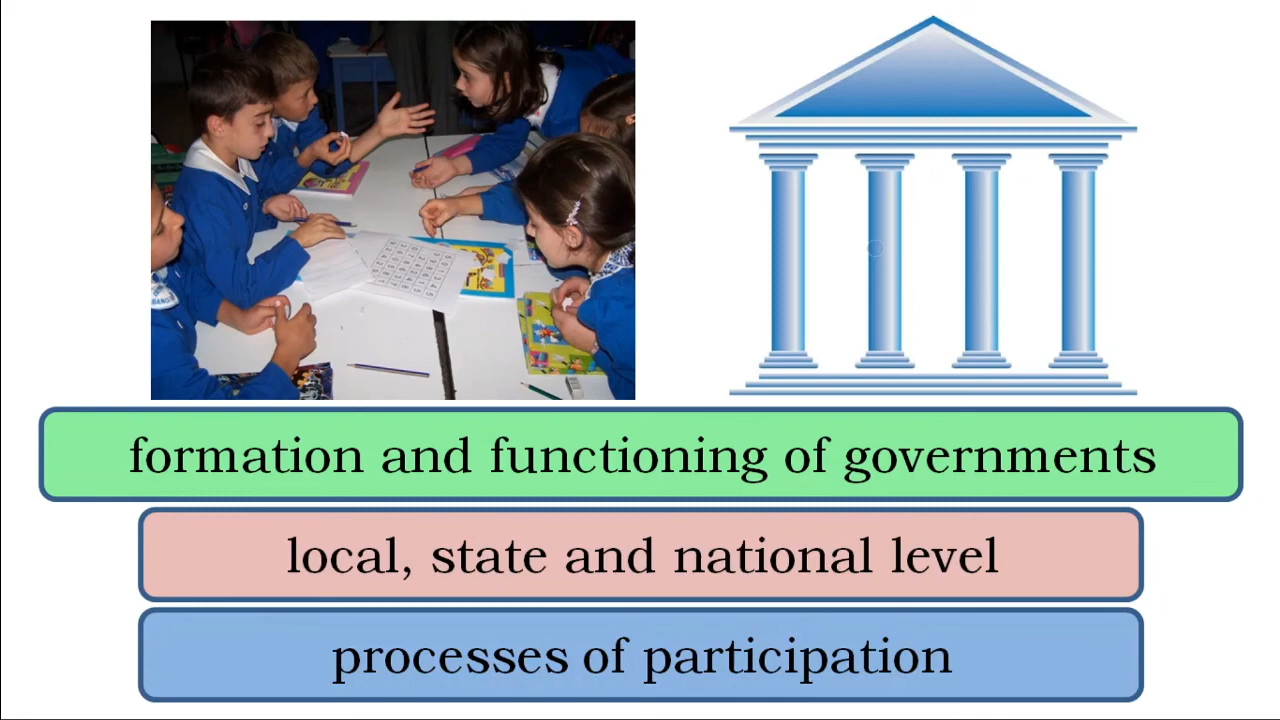 formation and functioning of governments
local, state and national level
processes of participation